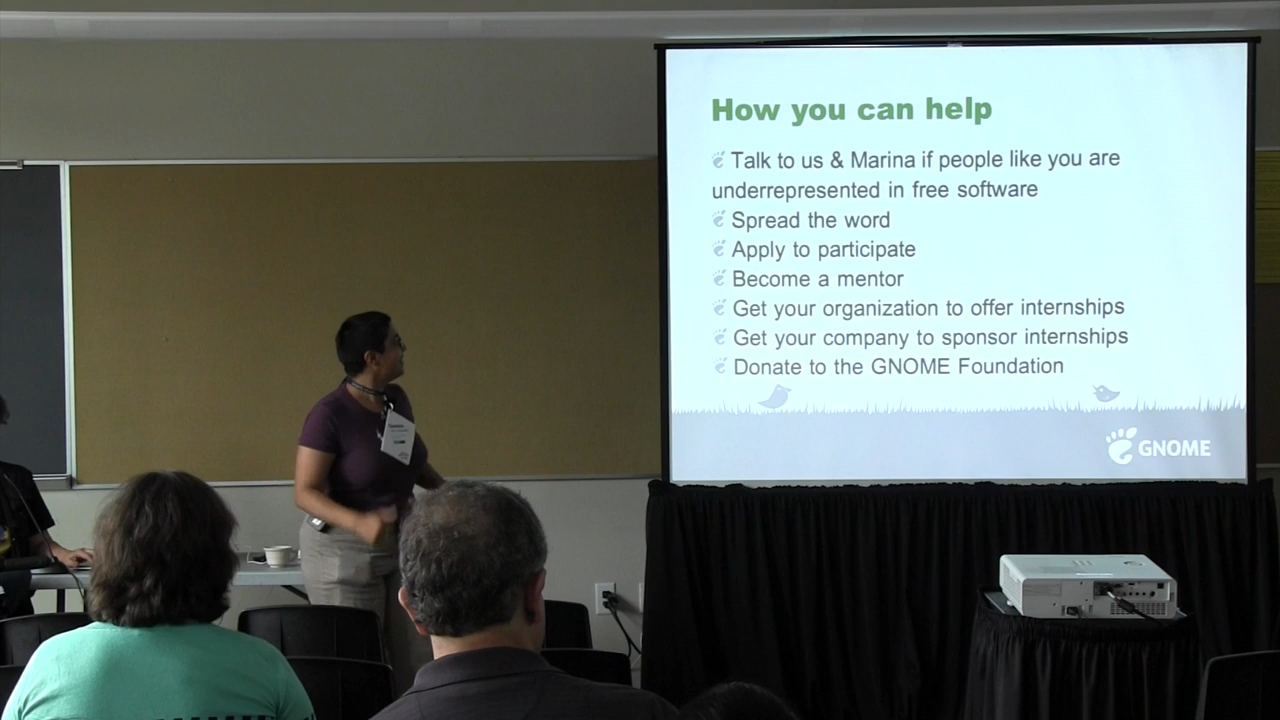 How you can help
Talk to us & Marina if people like you are
underrepresented in free software
Spread the word
Apply to participate
Become a mentor
Get your organization to offer internships
Get your company to sponsor internships
Donate to the GNOME Foundation
GNOME